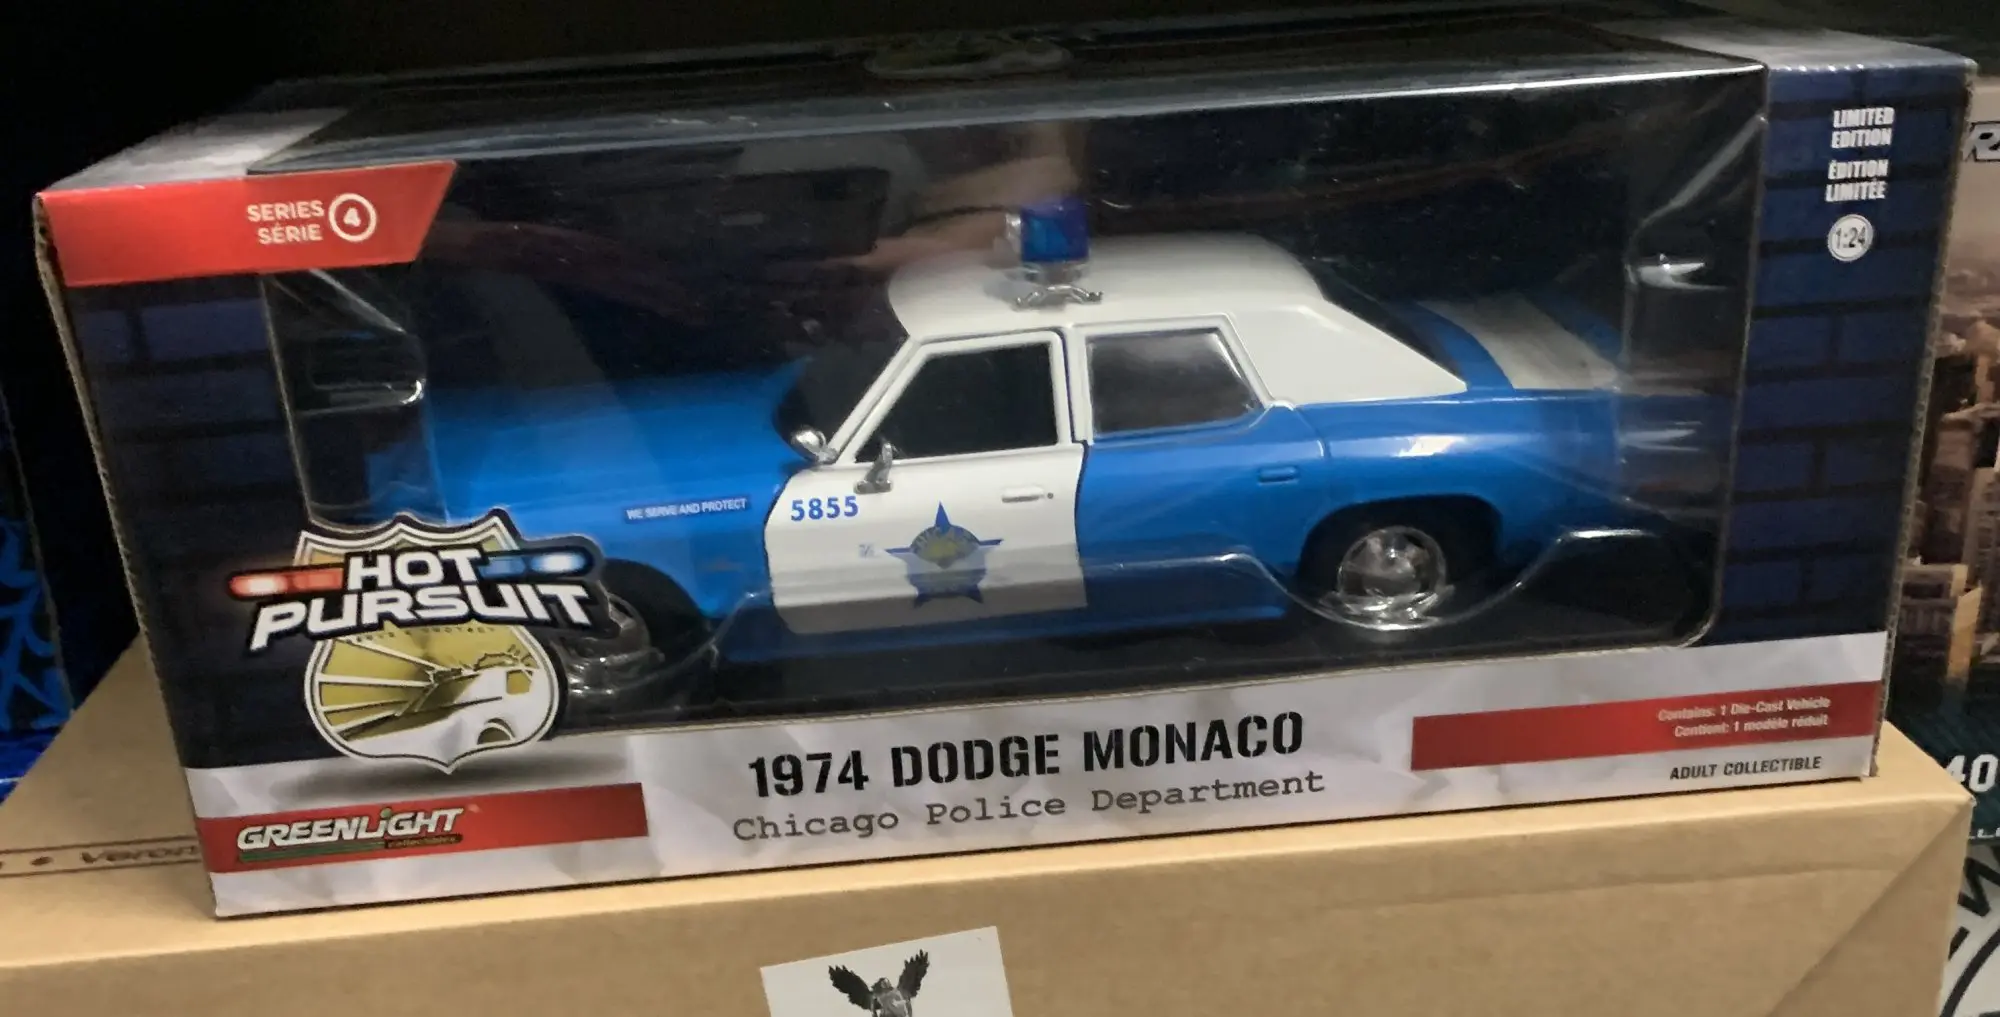 LIMITED
EDITION
ÉDITION
LIMITÉE
1:24
SERIES 4
SÉRIE
5855
WE SERVE AND PROTECT
HOT
PURSUIT
1974 DODGE MONACO
Chicago Police Department
Contains: 1 Die-Cast Vehicle
Contient: 1 modèle réduit
ADULT COLLECTIBLE
GREENLiGHT
collectibles